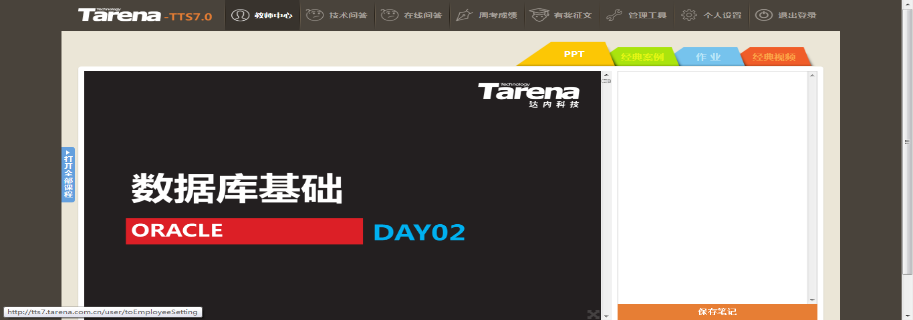 Technology
Tarena -TTS7.0
教师中心
技术问答
在线问答
周考成绩
有奖征文
管理工具
个人设置
退出登录
PPT
经典案例
作业
经典视频
打开全部课程
Technology
Tarena
达内科技
数据库基础
ORACLE
DAY02
保存笔记
http://tts7.tarena.com.cn/user/toEmployeeSetting